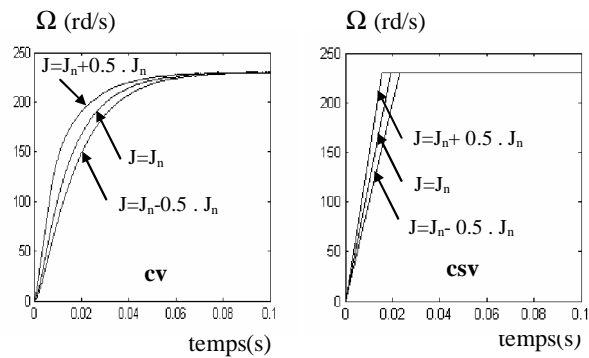 Ω (rd/s)
250
200
150
100
50
0
J=Jn+0.5 . Jn
J=Jn
J=Jn-0.5 . Jn
cv
0 0.02 0.04 0.06 0.08 0.1
temps(s)
Ω (rd/s)
250
200
150
100
50
0
J=Jn+ 0.5 . Jn
J=Jn
J=Jn- 0.5 . Jn
csv
0 0.02 0.04 0.06 0.08 0.1
temps(s)